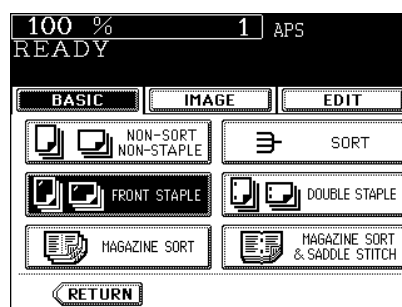 100 % 1 APS
READY
BASIC IMAGE EDIT
NON-SORT
NON-STAPLE
SORT
FRONT STAPLE
DOUBLE STAPLE
MAGAZINE SORT
MAGAZINE SORT
& SADDLE STITCH
RETURN